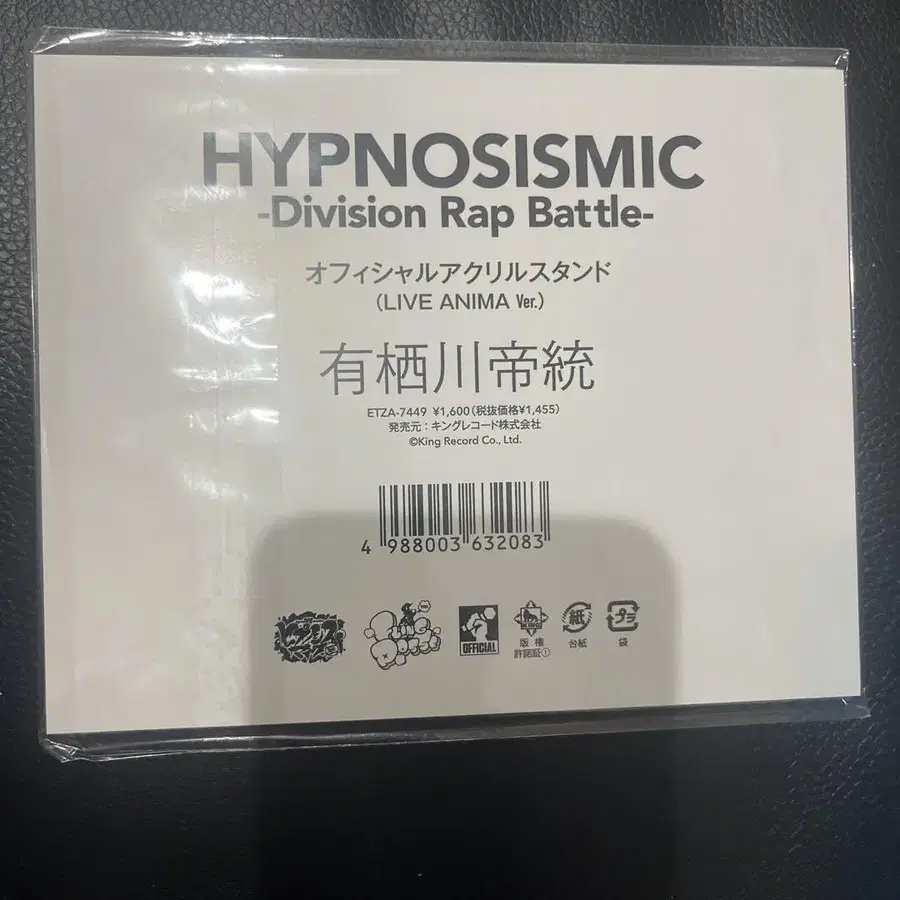 HYPNOSISMIC
-Division Rap Battle-
オフィシャルアクリルスタンド
(LIVE ANIMA Ver.)
有栖川帝統
ETZA-7449 ¥1,600(税抜価格¥1,455)
発売元：キングレコード株式会社
©King Record Co., Ltd.
4 988003 632083
OFFICIAL
KING
紙
プラ
版権
許諾証①
台紙
袋